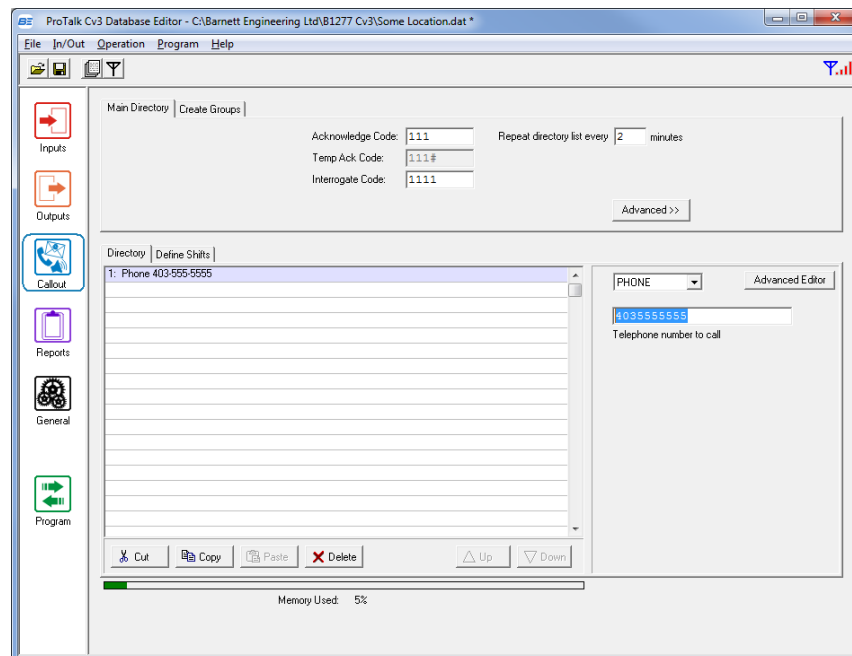 BE ProTalk Cv3 Database Editor - C:\Barnett Engineering Ltd\B1277 Cv3\Some Location.dat *
File In/Out Operation Program Help
Main Directory Create Groups
Acknowledge Code: 111 Repeat directory list every 2 minutes
Temp Ack Code: 111#
Interrogate Code: 1111
Advanced >>
Inputs
Outputs
Callout
Reports
General
Program
Directory Define Shifts
1: Phone 403-555-5555
PHONE Advanced Editor
4035555555
Telephone number to call
Cut Copy Paste Delete Up Down
Memory Used: 5%